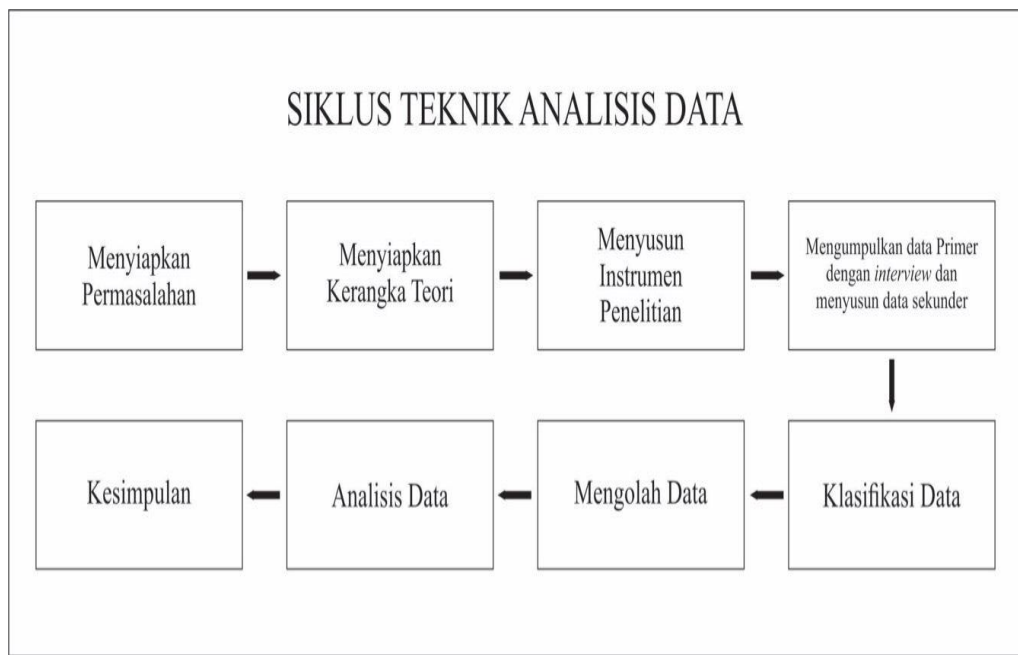 SIKLUS TEKNIK ANALISIS DATA
Menyiapkan
Permasalahan
Menyiapkan
Kerangka Teori
Menyusun
Instrumen
Penelitian
Mengumpulkan data Primer
dengan interview dan
menyusun data sekunder
Klasifikasi Data
Mengolah Data
Analisis Data
Kesimpulan